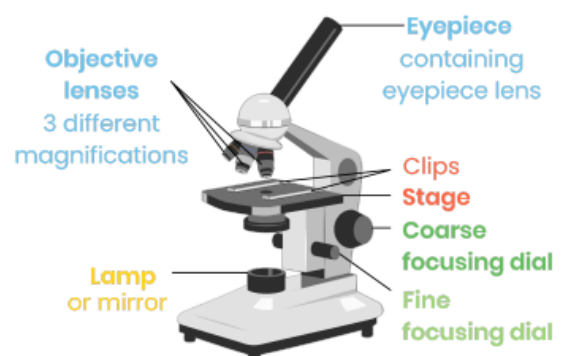 Eyepiece
containing
eyepiece lens
Objective
lenses
3 different
magnifications
Clips
Stage
Coarse
focusing dial
Lamp
or mirror
Fine
focusing dial